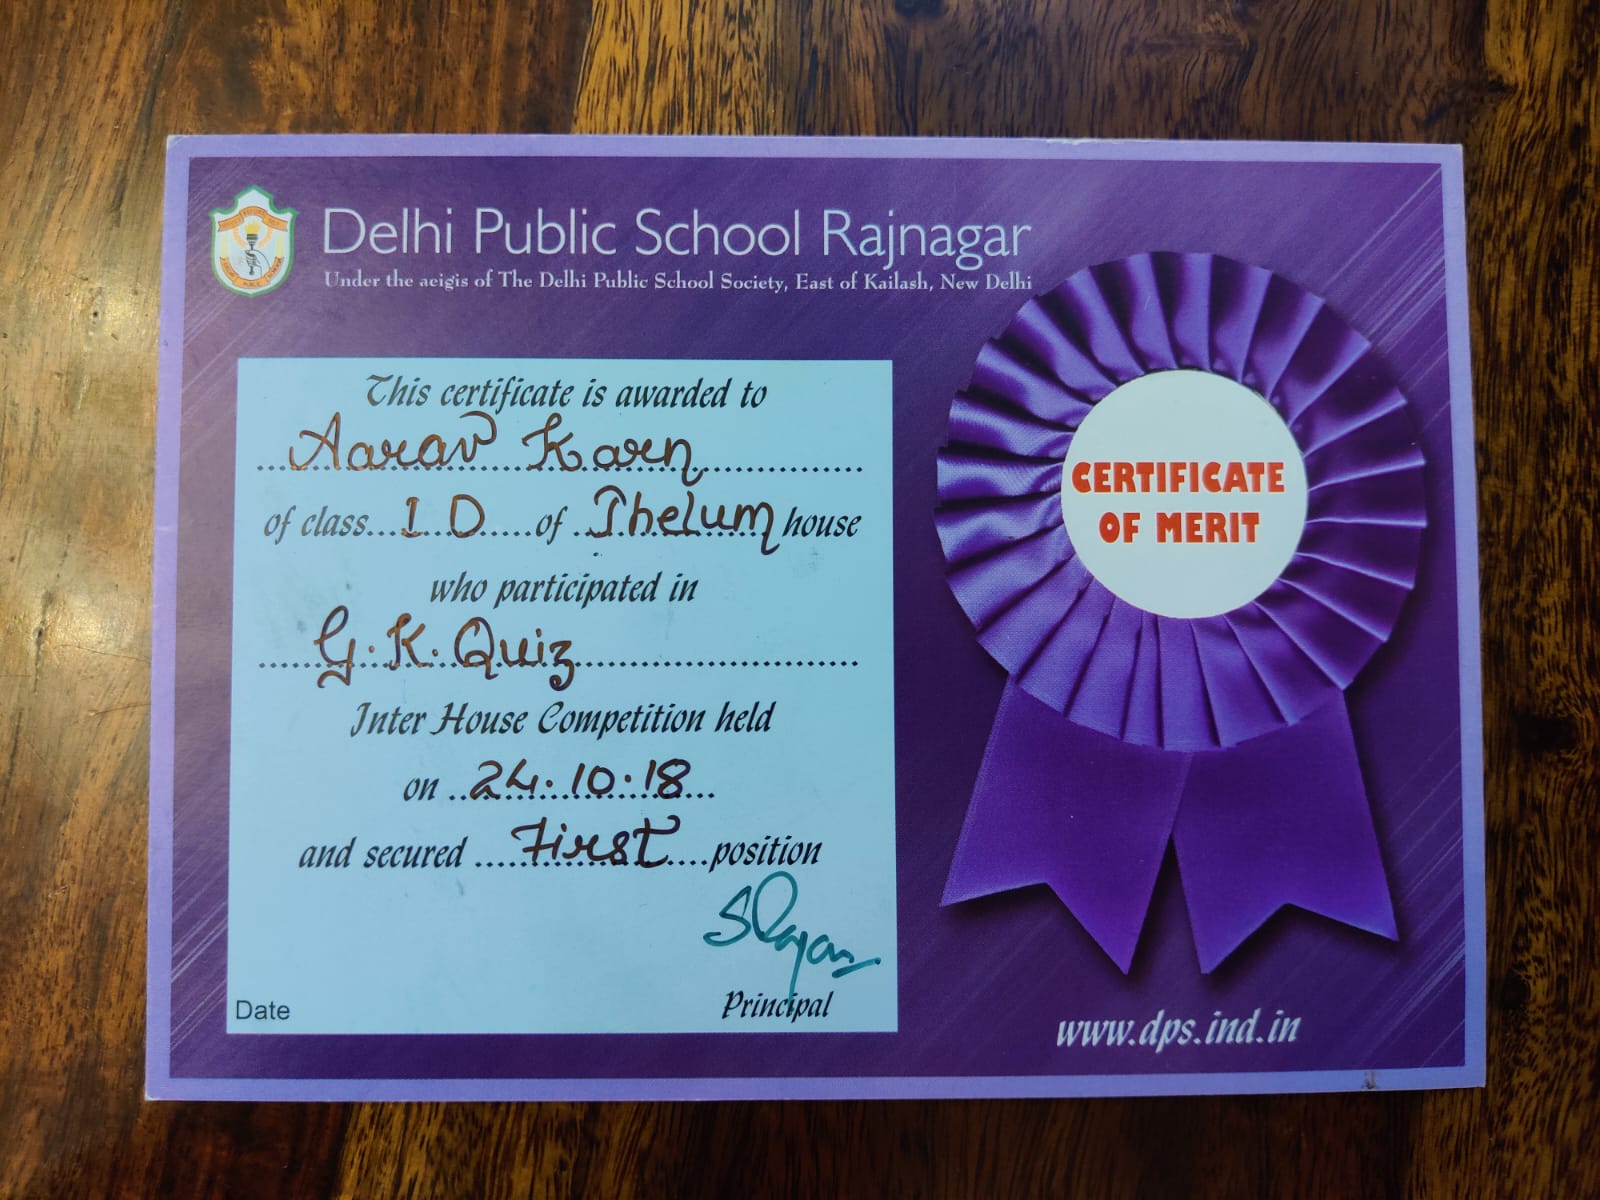 Delhi Public School Rajnagar
Under the aeigis of The Delhi Public School Society, East of Kailash, New Delhi
This certificate is awarded to
Aarav Karn
of class I D of Jhelum house
who participated in
G.K. Quiz
Inter House Competition held
on 24.10.18
and secured First position
Date
Principal
CERTIFICATE
OF MERIT
www.dps.ind.in